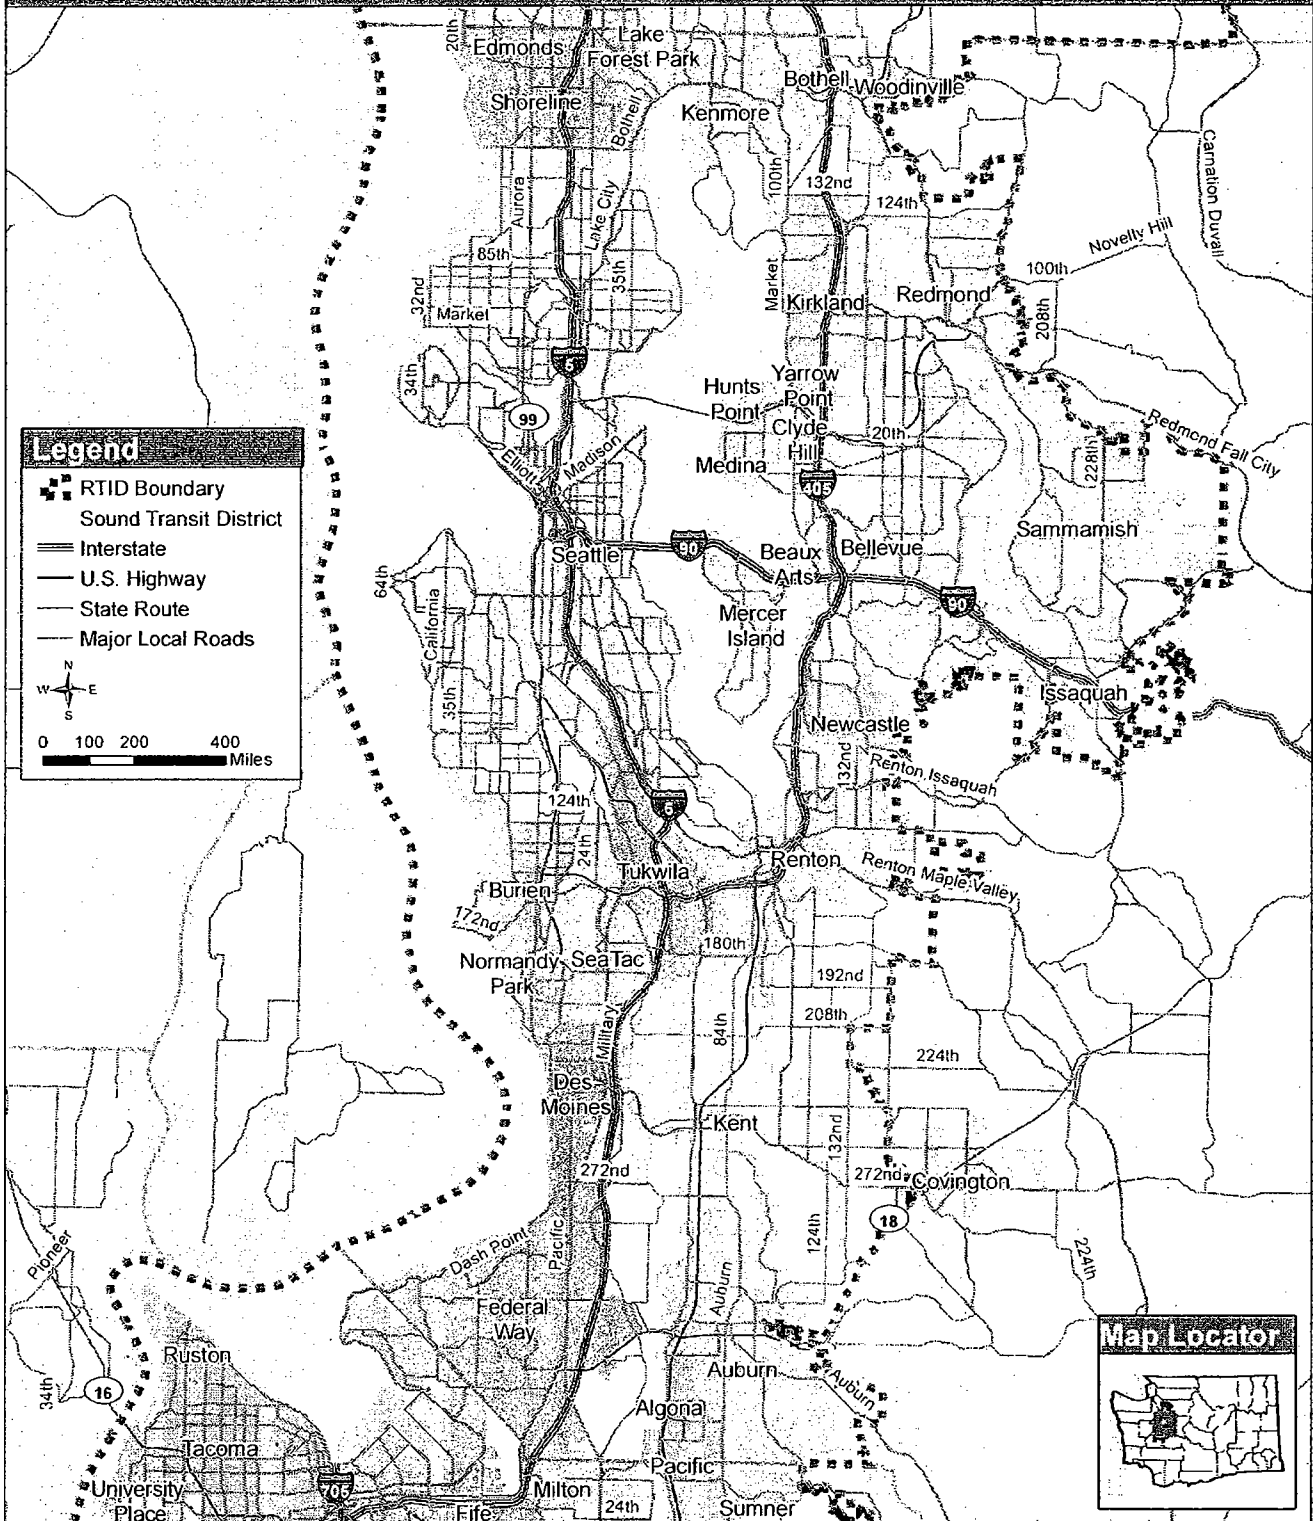 20th
Edmonds
Lake
Forest Park
Bothell
Woodinville
Shoreline
Kenmore
Bothell
Carnation Duvall
100th
132nd
124th
Aurora
Lake City
Novelly Hill
85th
35th
100th
32nd
Market
Market
Kirkland
Redmond
208th
5
34th
99
Hunts
Point
Yarrow
Point
Clyde
Hill
20th
Redmond Fall City
Madison
Elliott
Medina
228th
405
Sammamish
Legend
RTID Boundary
Sound Transit District
Interstate
U.S. Highway
State Route
Major Local Roads
N
W E
S
0 100 200 400
Miles
Seattle
90
Beaux
Arts
Bellevue
64th
California
Mercer
Island
90
35th
Issaquah
Newcastle
132nd
Renton Issaquah
124th
5
24th
Tukwila
Renton
Renton Maple Valley
Burien
172nd
180th
Normandy
Park
SeaTac
192nd
208th
Military
84th
224th
Des
Moines
Kent
132nd
272nd
272nd
Covington
18
124th
224th
Pioneer
Dash Point
Pacific
Auburn
Federal
Way
Ruston
34th
16
Auburn
Auburn
Map Locator
Algona
Tacoma
Pacific
University
Place
705
Milton
24th
Fife
Sumner